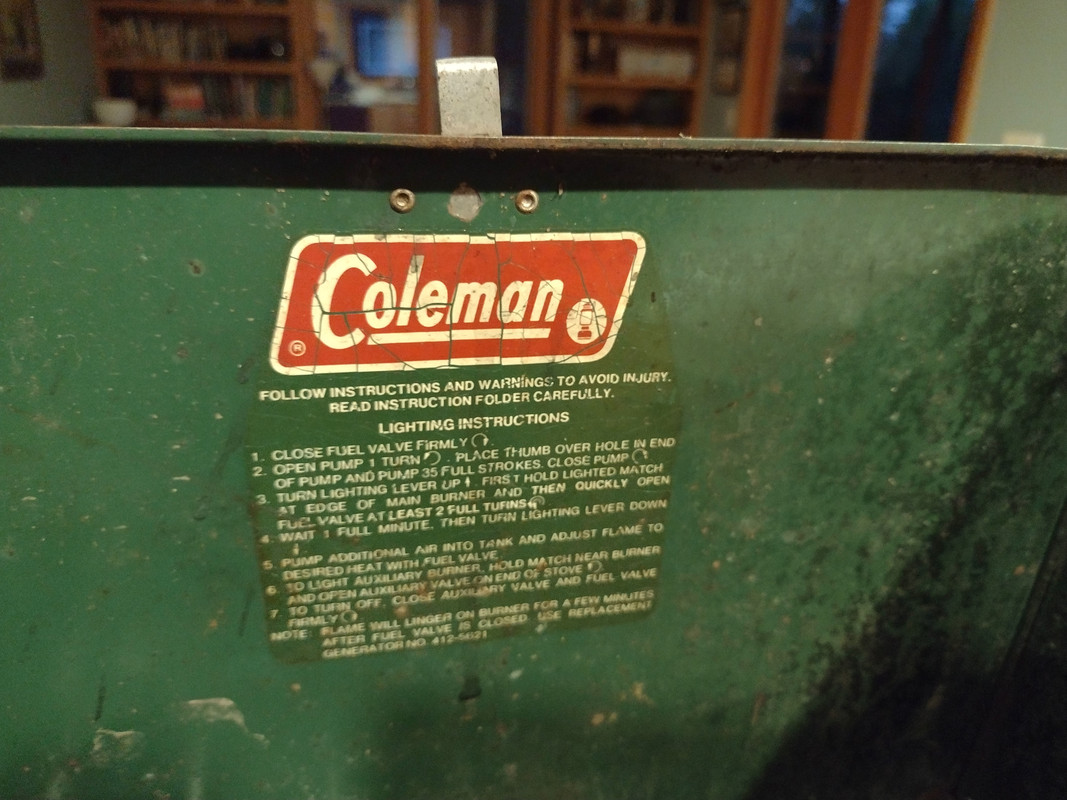 Coleman
®
FOLLOW INSTRUCTIONS AND WARNINGS TO AVOID INJURY.
READ INSTRUCTION FOLDER CAREFULLY.
LIGHTING INSTRUCTIONS
1. CLOSE FUEL VALVE FIRMLY
2. OPEN PUMP 1 TURN . PLACE THUMB OVER HOLE IN END
OF PUMP AND PUMP 35 FULL STROKES. CLOSE PUMP
3. TURN LIGHTING LEVER UP . FIRST HOLD LIGHTED MATCH
AT EDGE OF MAIN BURNER AND THEN QUICKLY OPEN
FUEL VALVE AT LEAST 2 FULL TURNS
4. WAIT 1 FULL MINUTE, THEN TURN LIGHTING LEVER DOWN
5. PUMP ADDITIONAL AIR INTO TANK AND ADJUST FLAME TO
DESIRED HEAT WITH FUEL VALVE.
6. TO LIGHT AUXILIARY BURNER, HOLD MATCH NEAR BURNER
AND OPEN AUXILIARY VALVE ON END OF STOVE
7. TO TURN OFF, CLOSE AUXILIARY VALVE AND FUEL VALVE
FIRMLY
NOTE: FLAME WILL LINGER ON BURNER FOR A FEW MINUTES
AFTER FUEL VALVE IS CLOSED. USE REPLACEMENT
GENERATOR NO. 412-5621